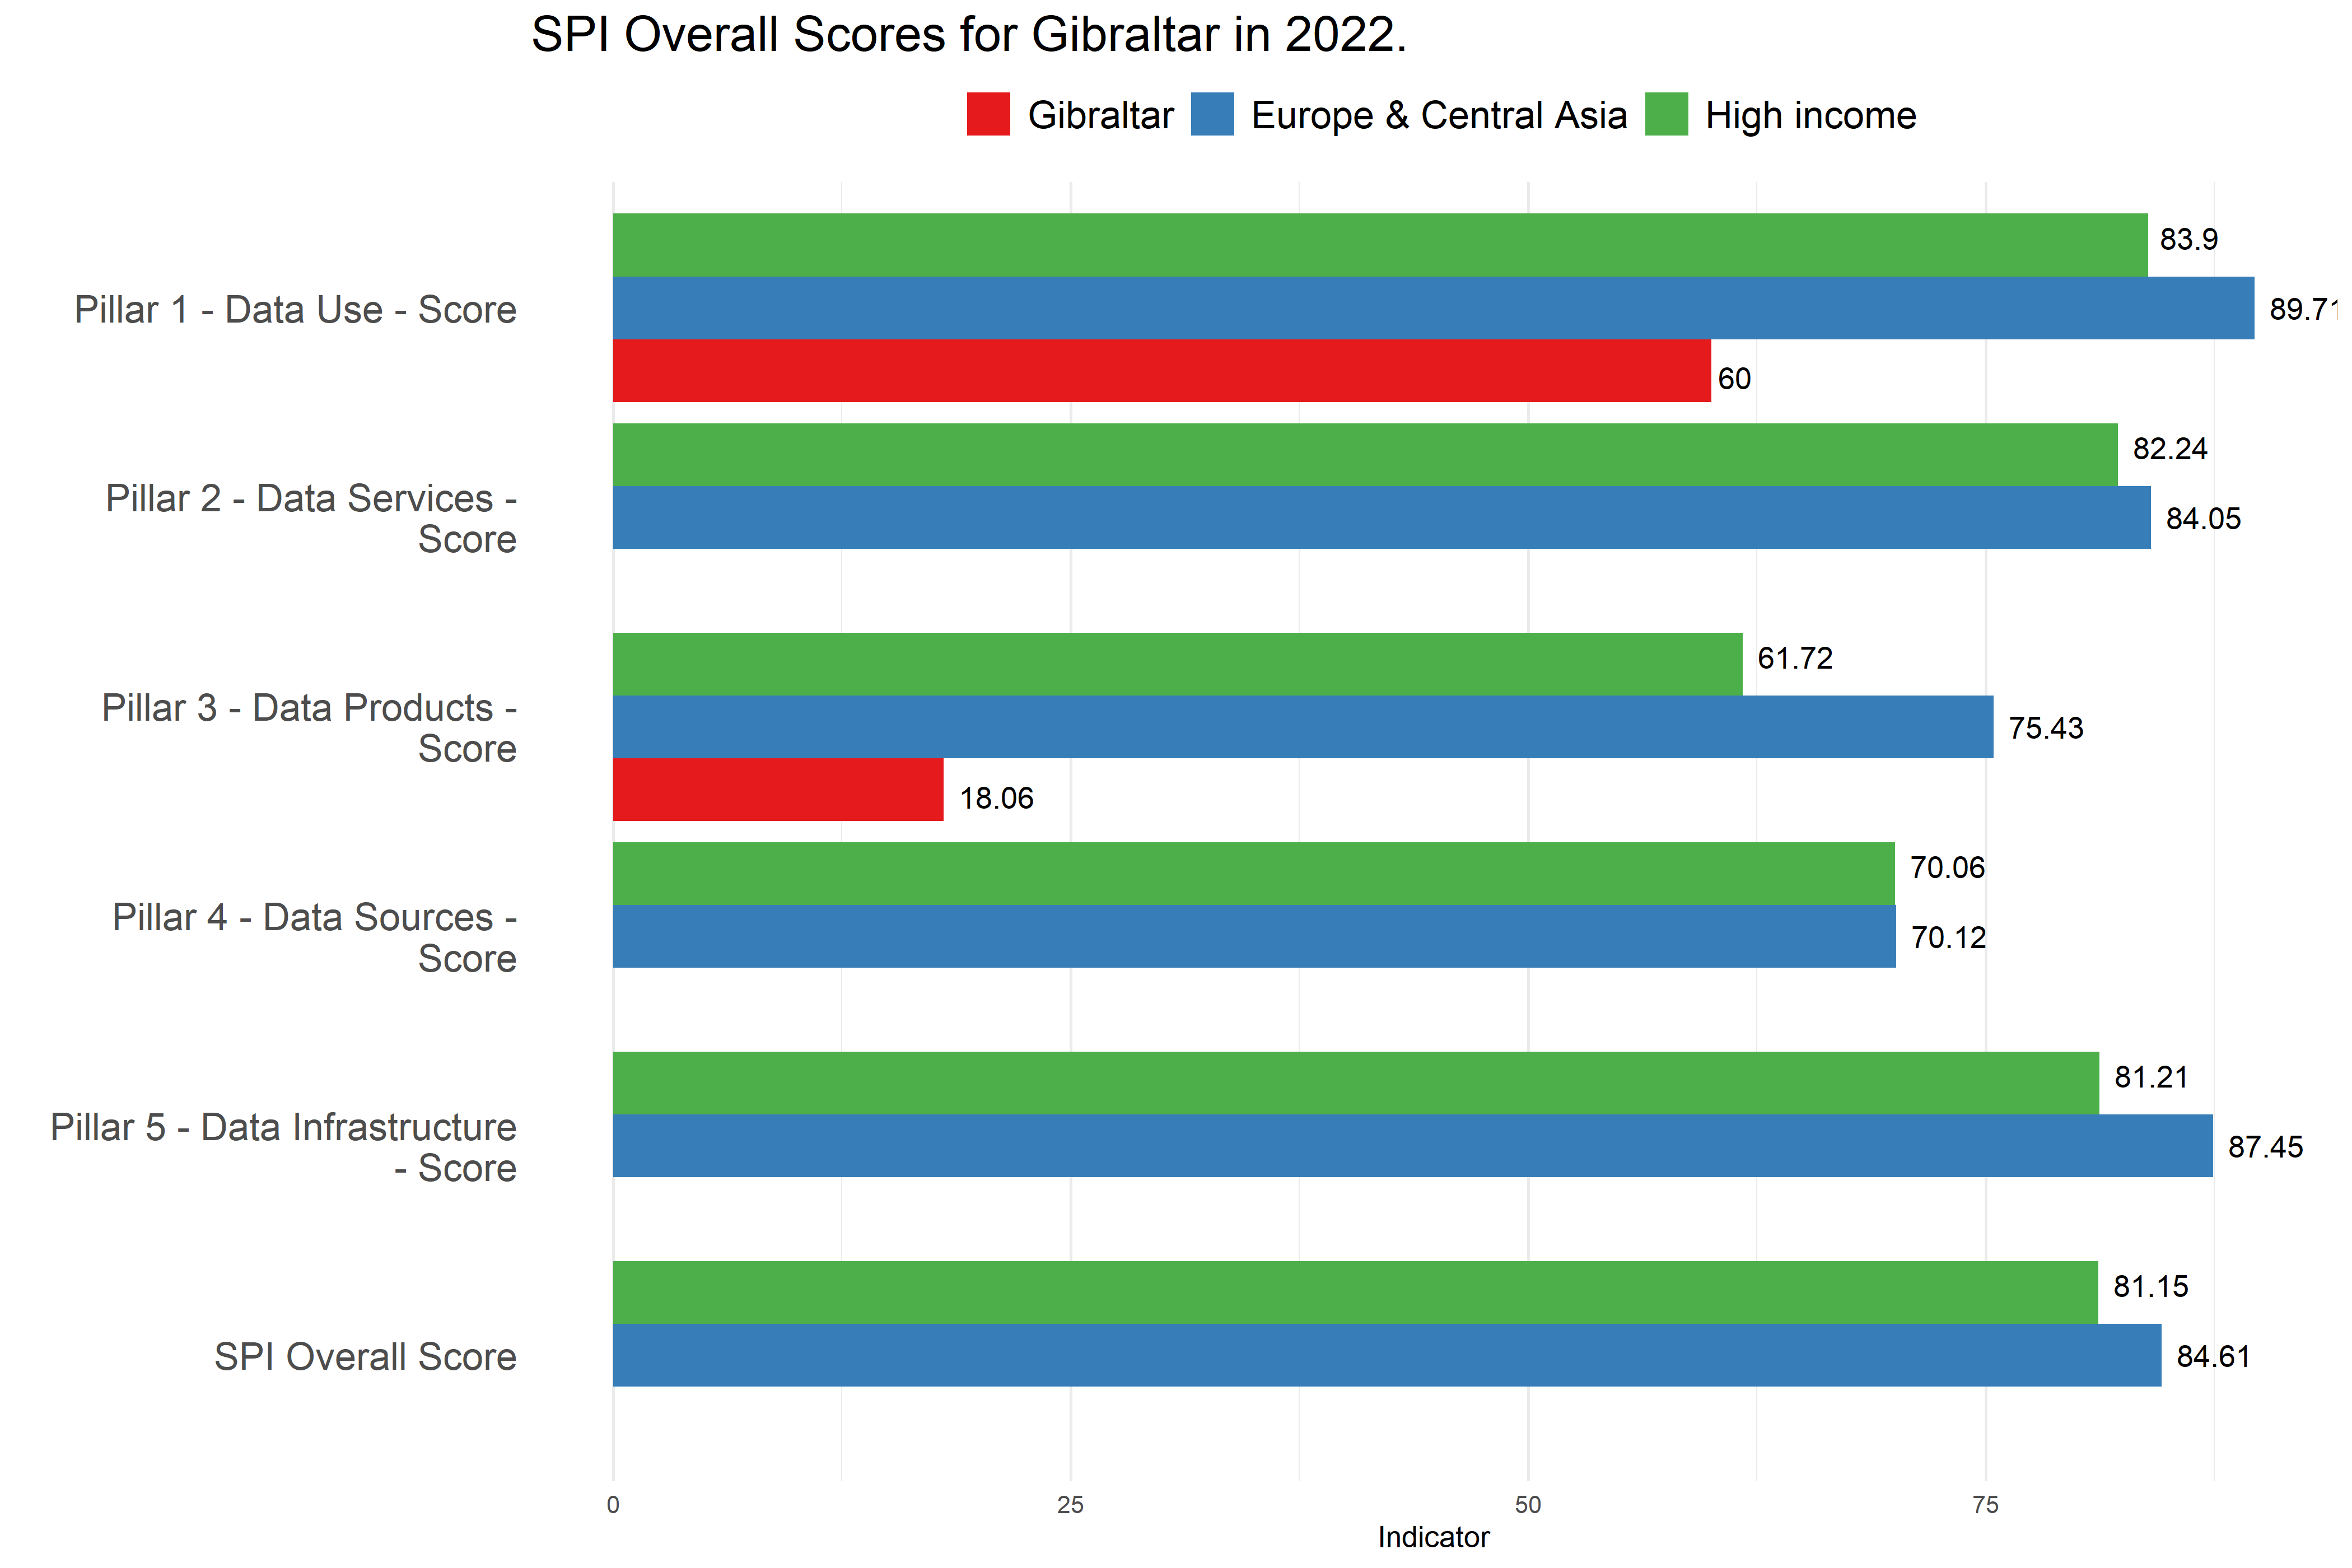 SPI Overall Scores for Gibraltar in 2022.
Gibraltar Europe & Central Asia High income
83.9
Pillar 1 - Data Use - Score
89.71
60
82.24
Pillar 2 - Data Services -
Score
84.05
61.72
Pillar 3 - Data Products -
Score
75.43
18.06
70.06
Pillar 4 - Data Sources -
Score
70.12
81.21
Pillar 5 - Data Infrastructure
- Score
87.45
81.15
SPI Overall Score
84.61
0 25 50 75
Indicator